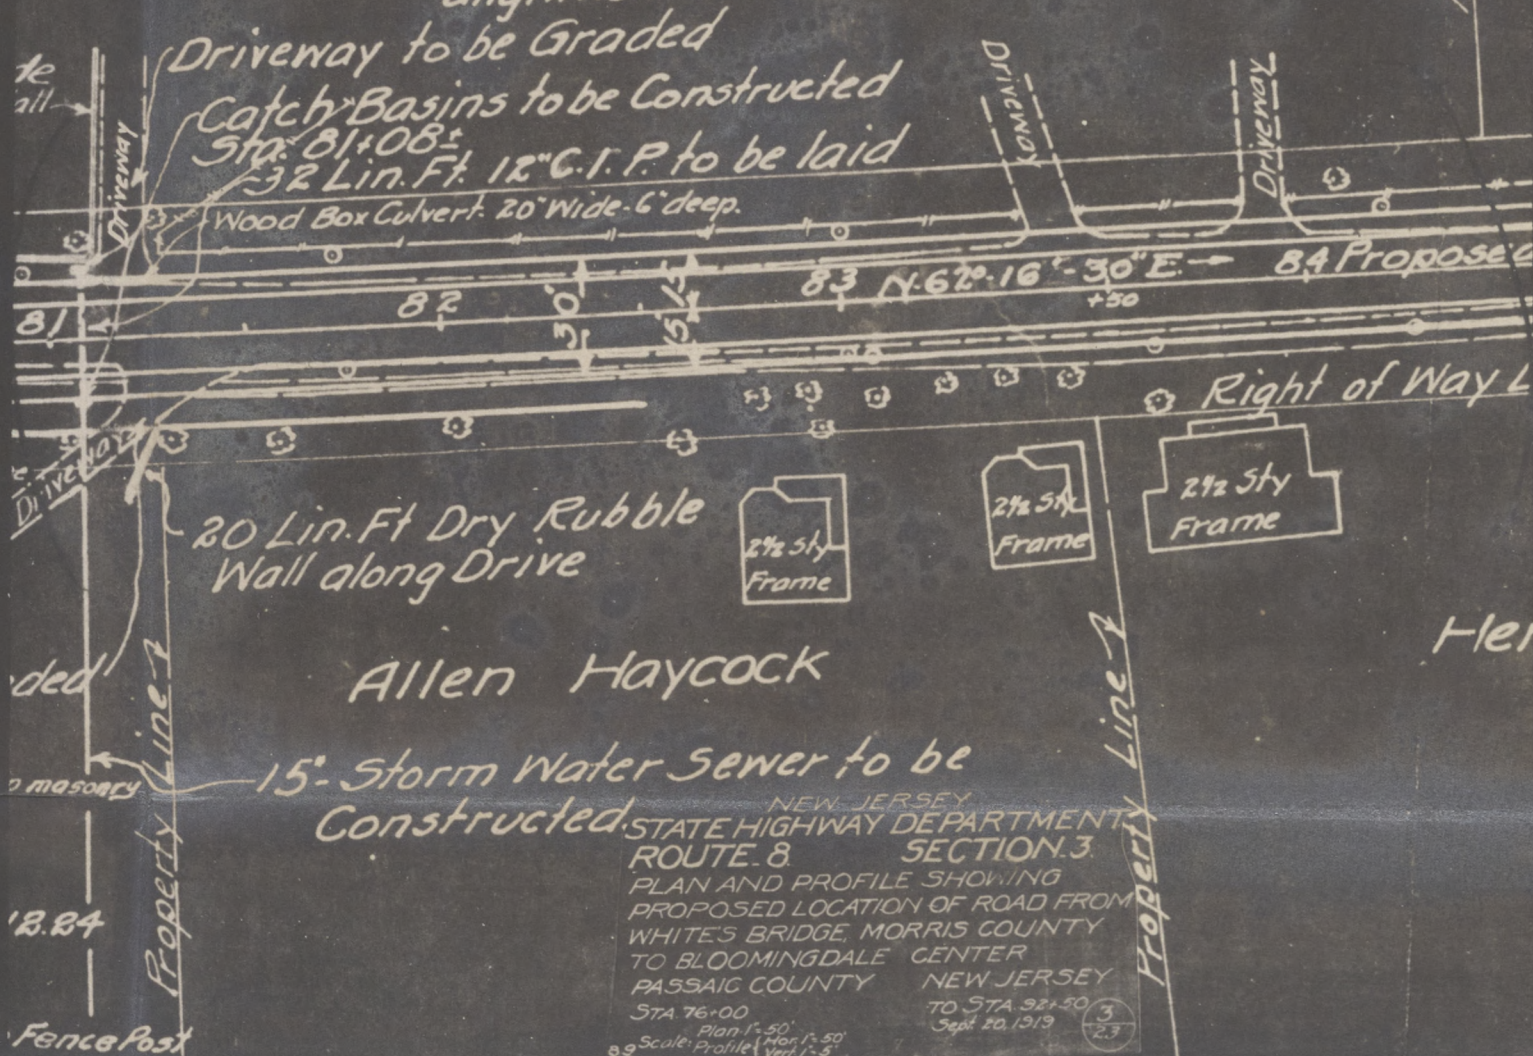 Driveway to be Graded
Catch Basins to be Constructed
Sta. 81+08±
32 Lin. Ft. 12" C.I.P. to be laid
Wood Box Culvert 20" Wide - 6" deep.
Driveway
Driveway
Driveway
81
82
30'
15'
15'
83
N-62°-16'-30" E.
+50
84
Proposed
Right of Way L
Driveway
20 Lin. Ft Dry Rubble
Wall along Drive
2½ Sty
Frame
2½ Sty
Frame
2½ Sty
Frame
Allen Haycock
Hen
ded
Property Line
Property Line
15"- Storm Water Sewer to be
Constructed.
masonry
12.24
Fence Post
NEW JERSEY
STATE HIGHWAY DEPARTMENT
ROUTE. 8. SECTION. 3.
PLAN AND PROFILE SHOWING
PROPOSED LOCATION OF ROAD FROM
WHITES BRIDGE, MORRIS COUNTY
TO BLOOMINGDALE CENTER
PASSAIC COUNTY NEW JERSEY
STA. 76+00 TO STA. 92+50
Sept. 20, 1919
3
23
Scale: Plan 1"=50'
Profile { Hor. 1"=50'
Vert. 1"=5'
89